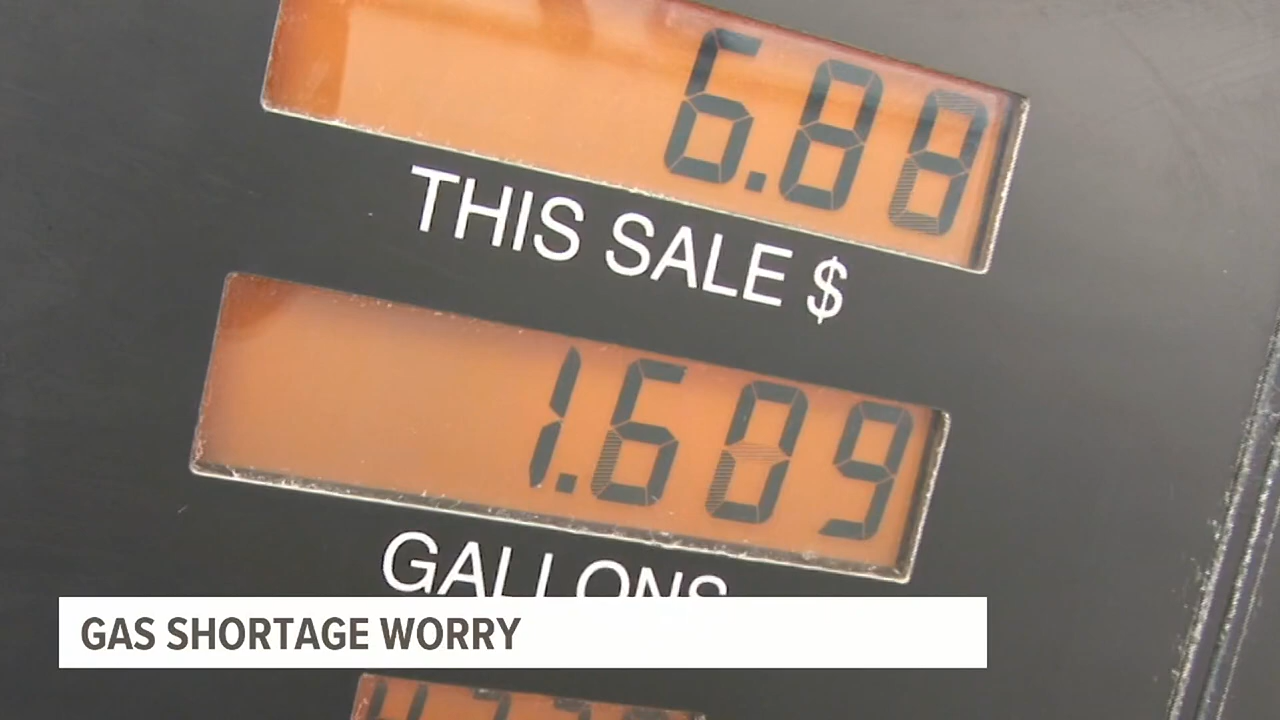 6.88
THIS SALE $
1.609
GALLONS
GAS SHORTAGE WORRY